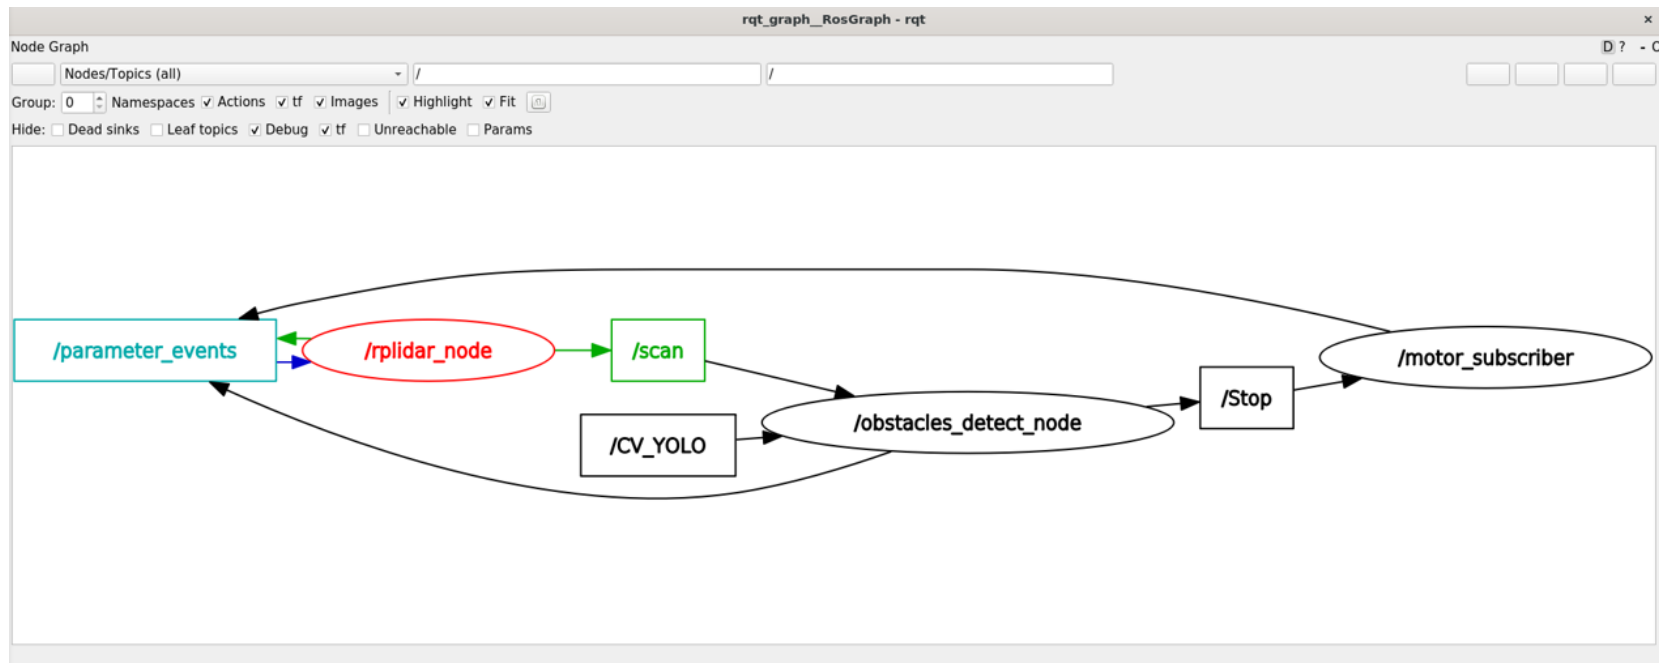 rqt_graph__RosGraph - rqt ×
Node Graph D ? - O
Nodes/Topics (all) / /
Group: 0 Namespaces Actions tf Images Highlight Fit
Hide: Dead sinks Leaf topics Debug tf Unreachable Params
/parameter_events
/rplidar_node
/scan
/motor_subscriber
/Stop
/obstacles_detect_node
/CV_YOLO